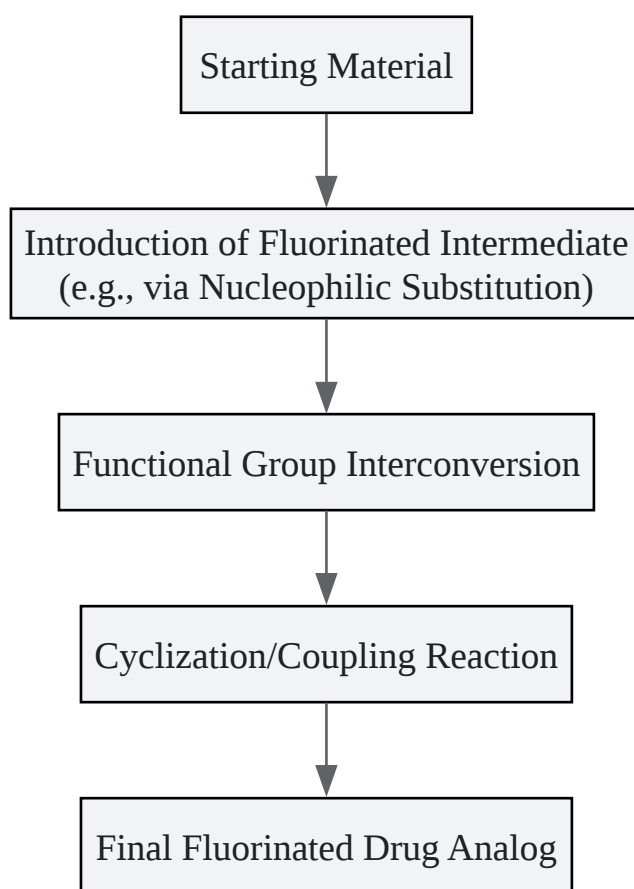 Starting Material
Introduction of Fluorinated Intermediate
(e.g., via Nucleophilic Substitution)
Functional Group Interconversion
Cyclization/Coupling Reaction
Final Fluorinated Drug Analog